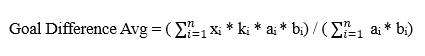 Goal Difference Avg = ( ∑ⁿᵢ₌₁ xᵢ * kᵢ * aᵢ * bᵢ) / ( ∑ⁿᵢ₌₁ aᵢ * bᵢ)